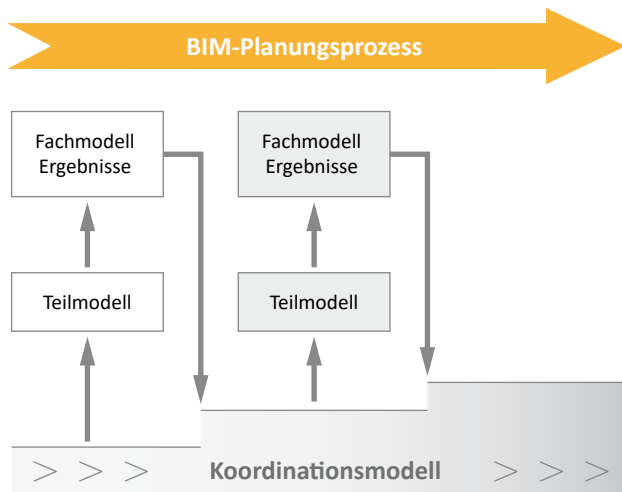 BIM-Planungsprozess
Fachmodell
Ergebnisse
Fachmodell
Ergebnisse
Teilmodell
Teilmodell
> > > Koordinationsmodell > > >